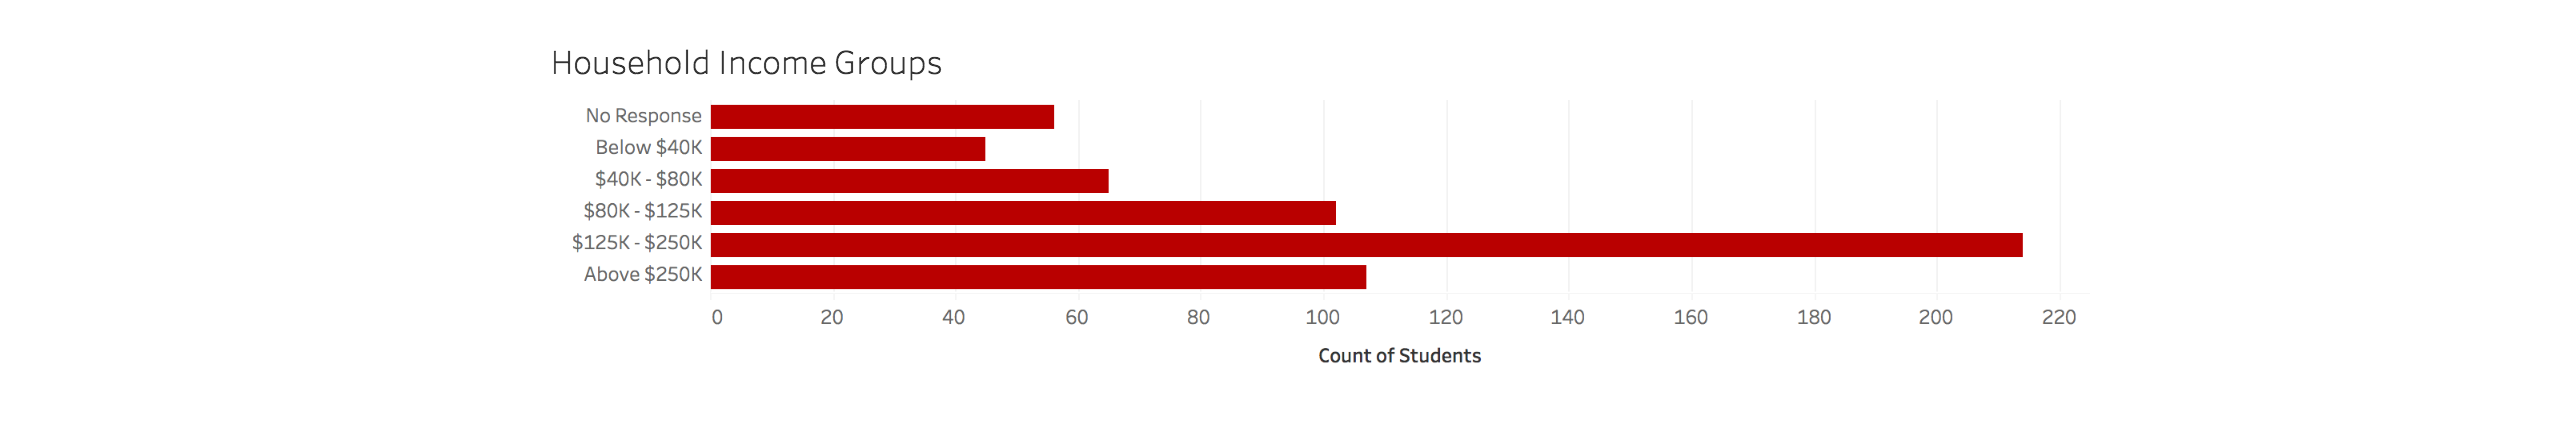 Household Income Groups
No Response
Below $40K
$40K - $80K
$80K - $125K
$125K - $250K
Above $250K
0 20 40 60 80 100 120 140 160 180 200 220
Count of Students